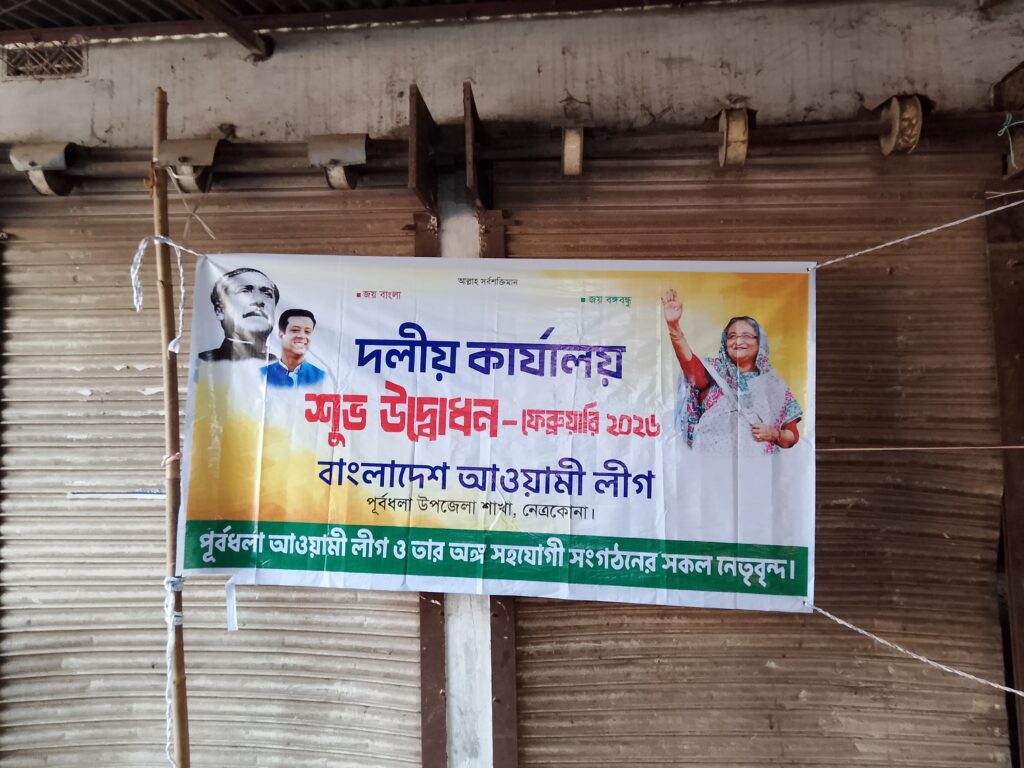 আল্লাহ সর্বশক্তিমান
জয় বাংলা
জয় বঙ্গবন্ধু
দলীয় কার্যালয়
শুভ উদ্বোধন – ফেব্রুয়ারি ২০২৬
বাংলাদেশ আওয়ামী লীগ
পূর্বধলা উপজেলা শাখা, নেত্রকোনা।
পূর্বধলা আওয়ামী লীগ ও তার অঙ্গ সহযোগী সংগঠনের সকল নেতৃবৃন্দ।